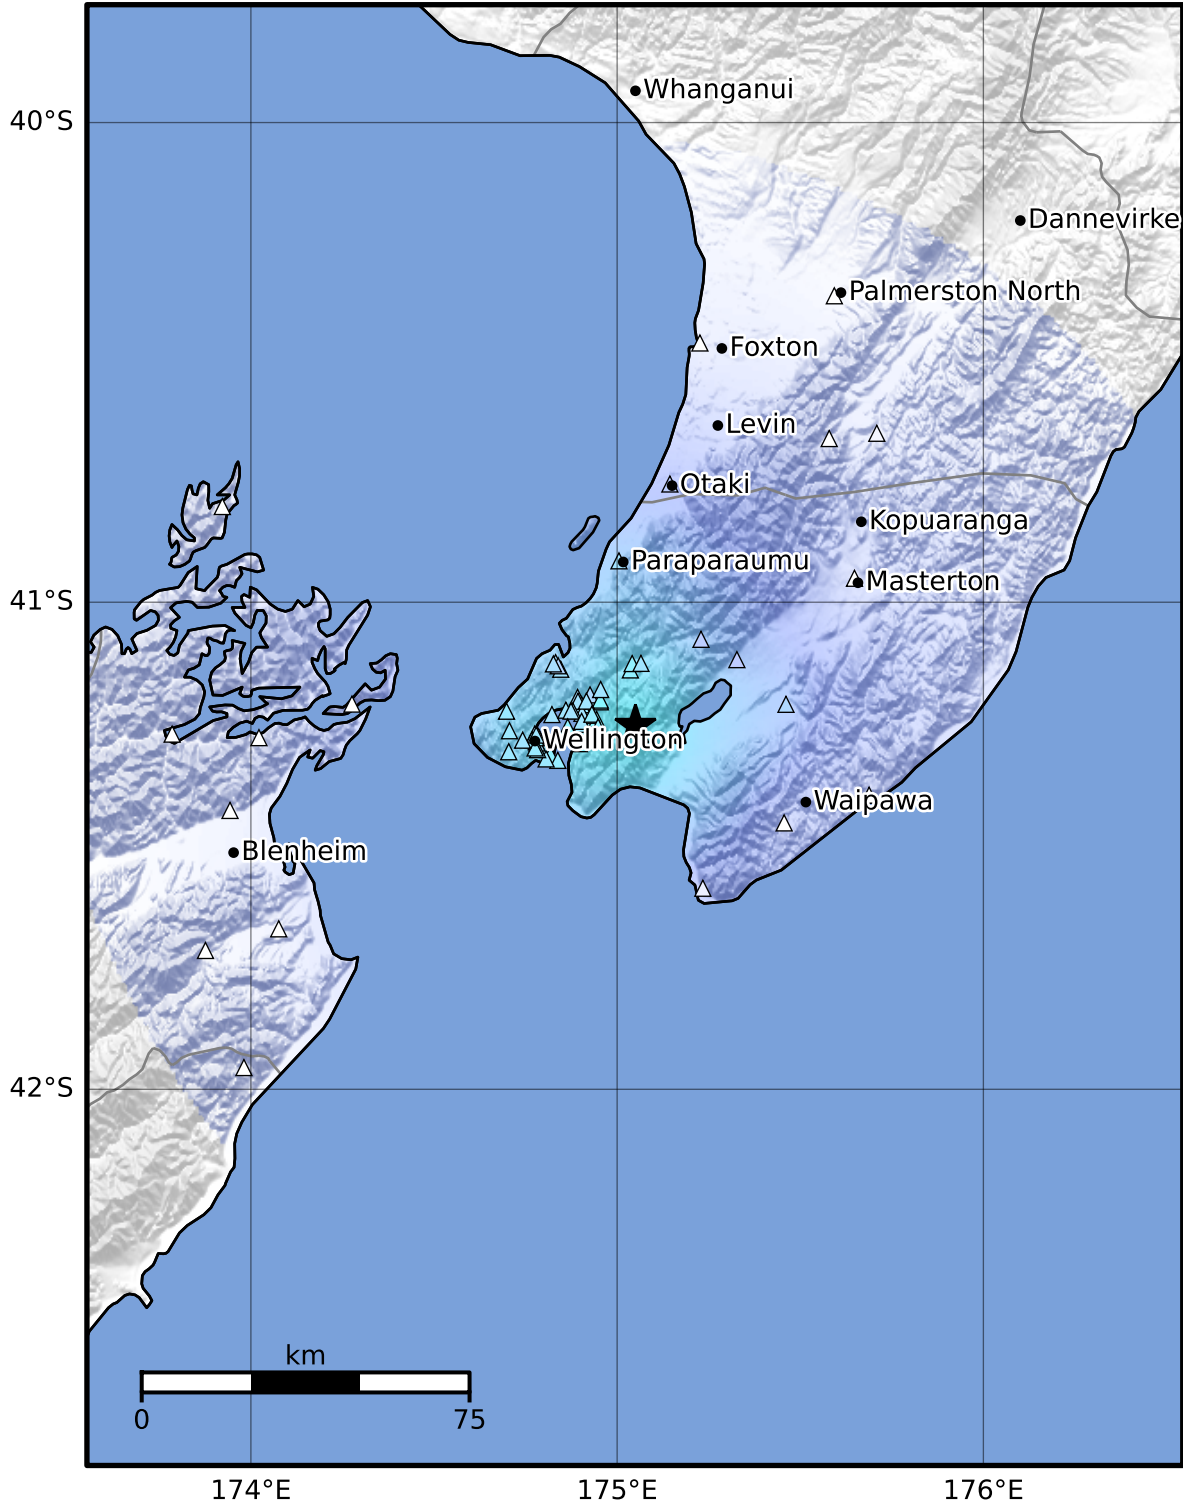 Whanganui
40°S
Dannevirke
Palmerston North
Foxton
Levin
Otaki
Kopuaranga
Paraparaumu
Masterton
41°S
Wellington
Waipawa
Blenheim
42°S
km
0 75
174°E 175°E 176°E